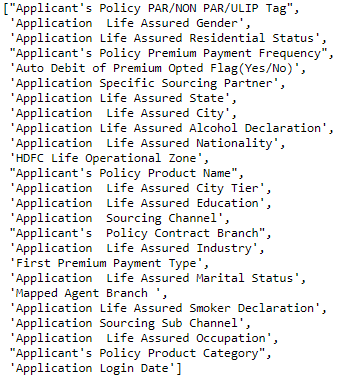 ["Applicant's Policy PAR/NON PAR/ULIP Tag",
'Application  Life Assured Gender',
'Application Life Assured Residential Status',
"Applicant's Policy Premium Payment Frequency",
'Auto Debit of Premium Opted Flag(Yes/No)',
'Application Specific Sourcing Partner',
'Application Life Assured State',
'Application  Life Assured City',
'Application Life Assured Alcohol Declaration',
'Application  Life Assured Nationality',
'HDFC Life Operational Zone',
"Applicant's Policy Product Name",
'Application  Life Assured City Tier',
'Application  Life Assured Education',
'Application  Sourcing Channel',
"Applicant's  Policy Contract Branch",
'Application  Life Assured Industry',
'First Premium Payment Type',
'Application  Life Assured Marital Status',
'Mapped Agent Branch ',
'Application Life Assured Smoker Declaration',
'Application Sourcing Sub Channel',
'Application  Life Assured Occupation',
"Applicant's Policy Product Category",
'Application Login Date']